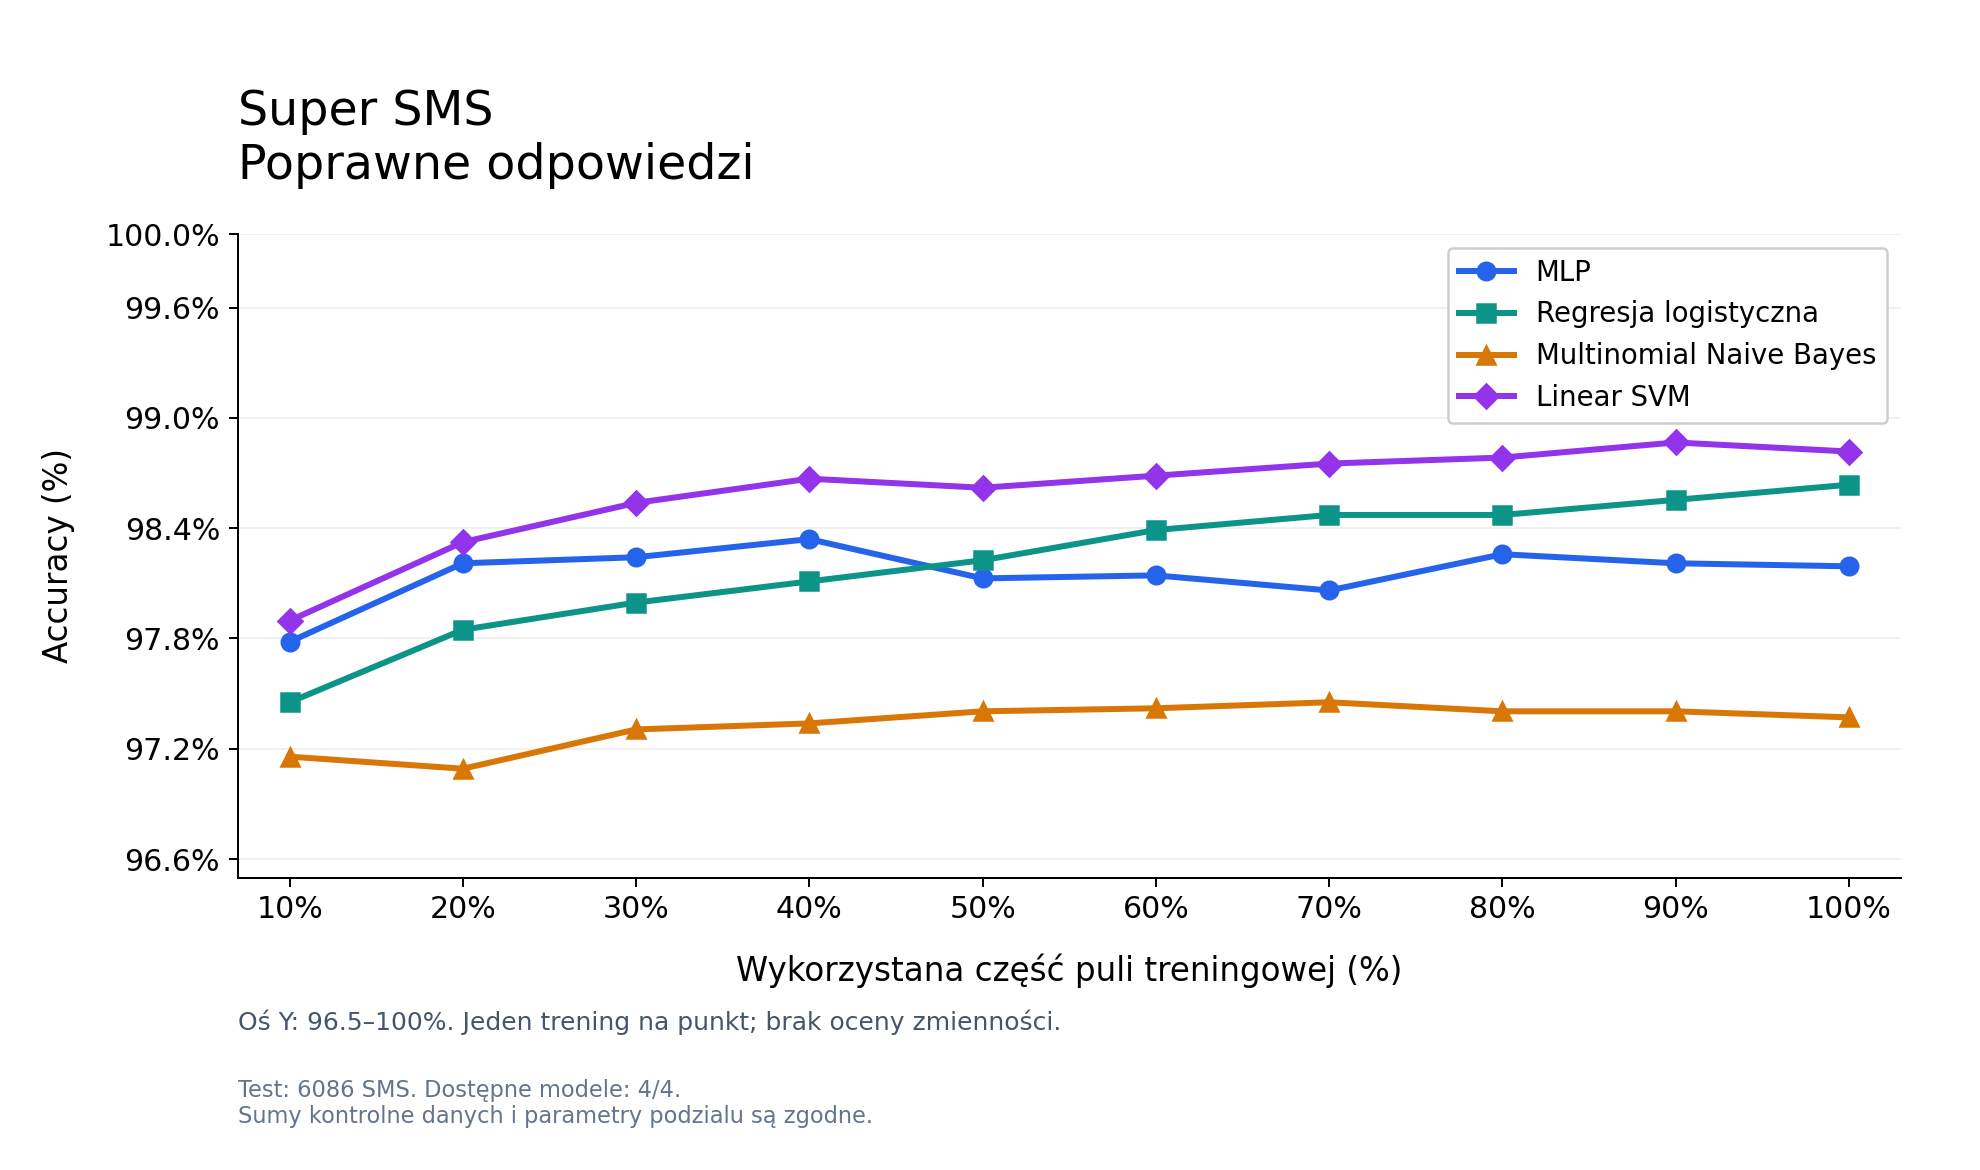 Super SMS
Poprawne odpowiedzi
100.0%
99.6%
99.0%
98.4%
97.8%
97.2%
96.6%
Accuracy (%)
MLP
Regresja logistyczna
Multinomial Naive Bayes
Linear SVM
10% 20% 30% 40% 50% 60% 70% 80% 90% 100%
Wykorzystana część puli treningowej (%)
Oś Y: 96.5–100%. Jeden trening na punkt; brak oceny zmienności.
Test: 6086 SMS. Dostępne modele: 4/4.
Sumy kontrolne danych i parametry podzialu są zgodne.